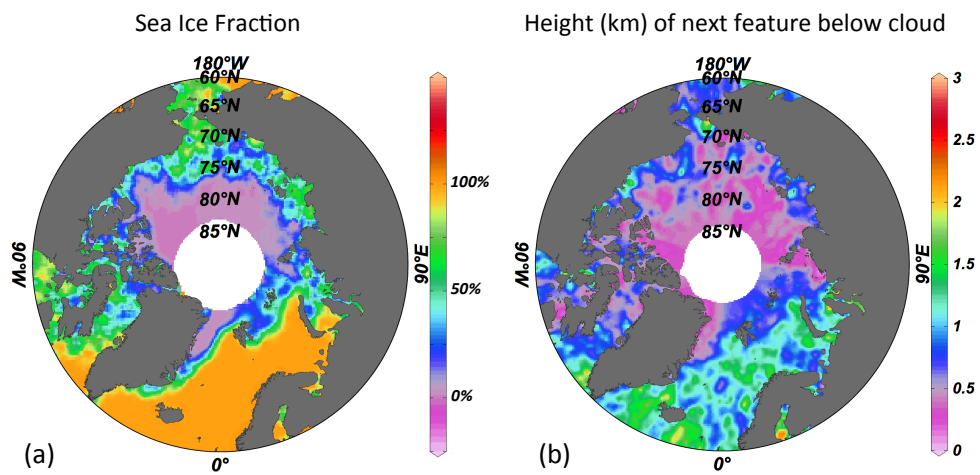 Sea Ice Fraction
Height (km) of next feature below cloud
180°W
60°N
65°N
70°N
75°N
80°N
85°N
90°W
90°E
0°
100%
50%
0%
(a)
180°W
60°N
65°N
70°N
75°N
80°N
85°N
90°W
90°E
0°
3
2.5
2
1.5
1
0.5
0
(b)